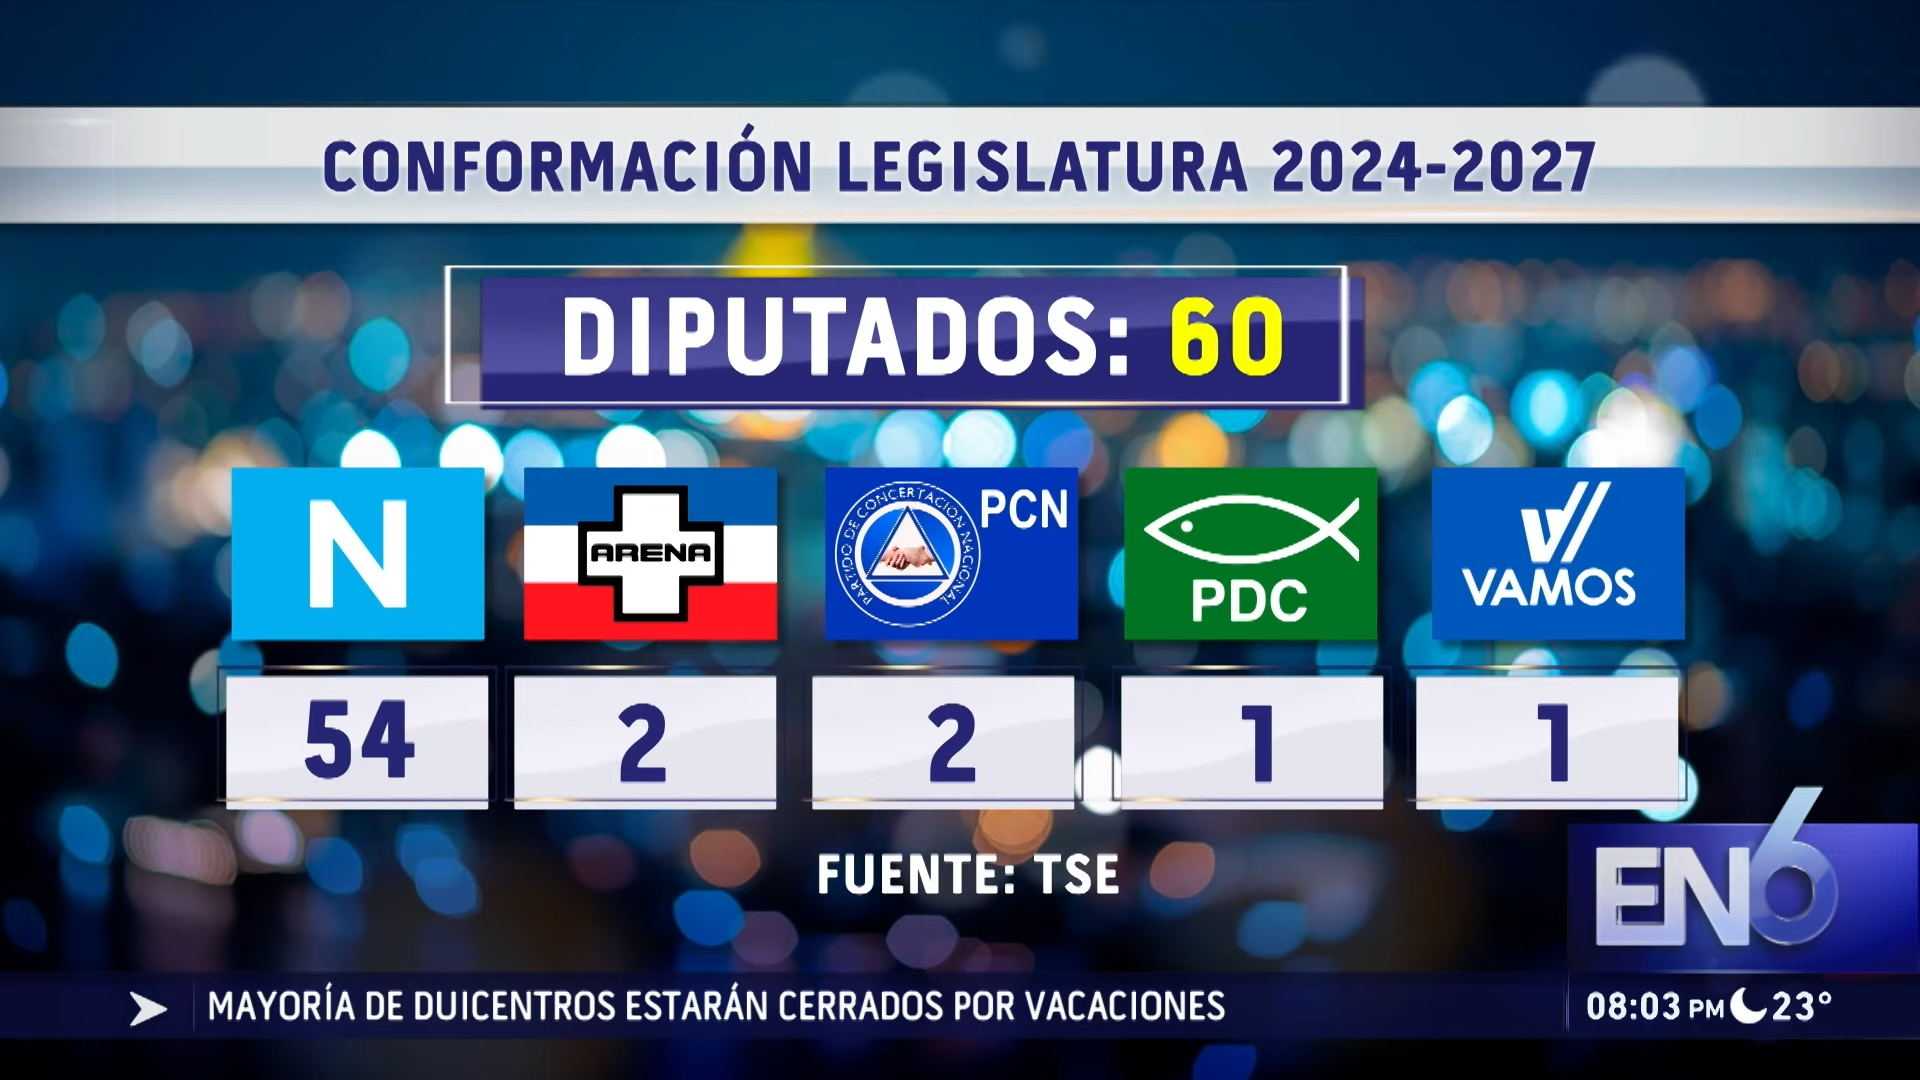 CONFORMACIÓN LEGISLATURA 2024-2027
DIPUTADOS: 60
N
ARENA
PARTIDO DE CONCERTACION NACIONAL
PCN
PDC
VAMOS
54
2
2
1
1
FUENTE: TSE
EN6
MAYORÍA DE DUICENTROS ESTARÁN CERRADOS POR VACACIONES
08:03 PM 23°